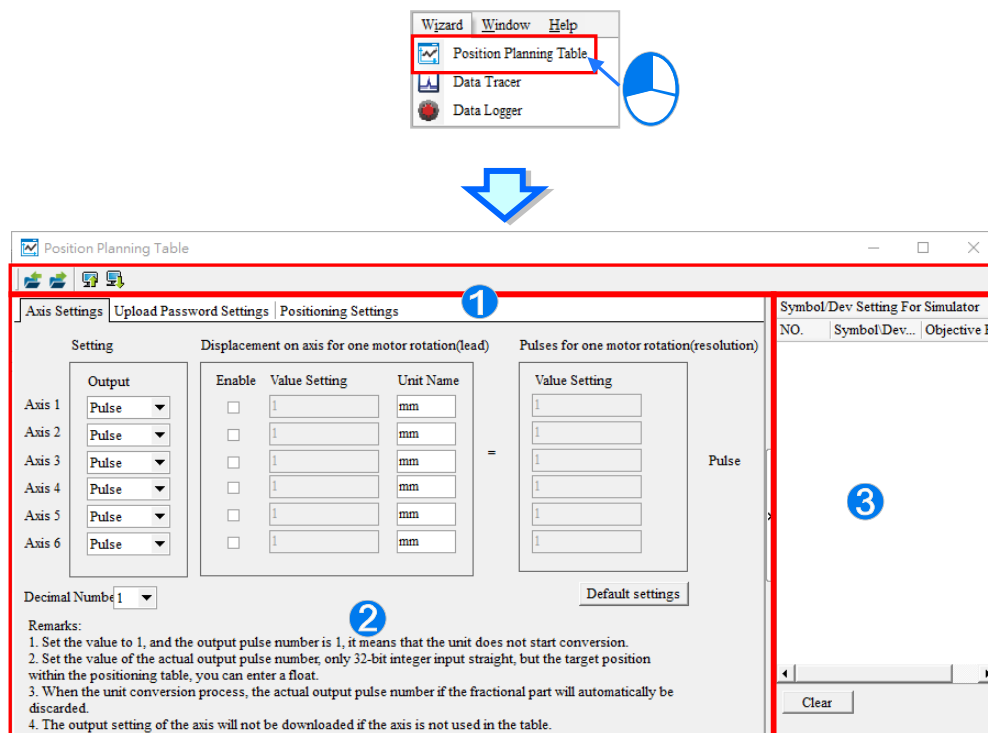 Wizard Window Help
Position Planning Table
Data Tracer
Data Logger
Position Planning Table
1
Axis Settings Upload Password Settings Positioning Settings
Setting Displacement on axis for one motor rotation(lead) Pulses for one motor rotation(resolution)
Output Enable Value Setting Unit Name Value Setting
Axis 1 Pulse 1 mm 1
Axis 2 Pulse 1 mm 1
Axis 3 Pulse 1 mm = 1 Pulse
Axis 4 Pulse 1 mm 1
Axis 5 Pulse 1 mm 1
Axis 6 Pulse 1 mm 1
Default settings
Decimal Numbe 1
2
Remarks:
1. Set the value to 1, and the output pulse number is 1, it means that the unit does not start conversion.
2. Set the value of the actual output pulse number, only 32-bit integer input straight, but the target position
within the positioning table, you can enter a float.
3. When the unit conversion process, the actual output pulse number if the fractional part will automatically be
discarded.
4. The output setting of the axis will not be downloaded if the axis is not used in the table.
Symbol/Dev Setting For Simulator
NO. Symbol\Dev... Objective
3
Clear